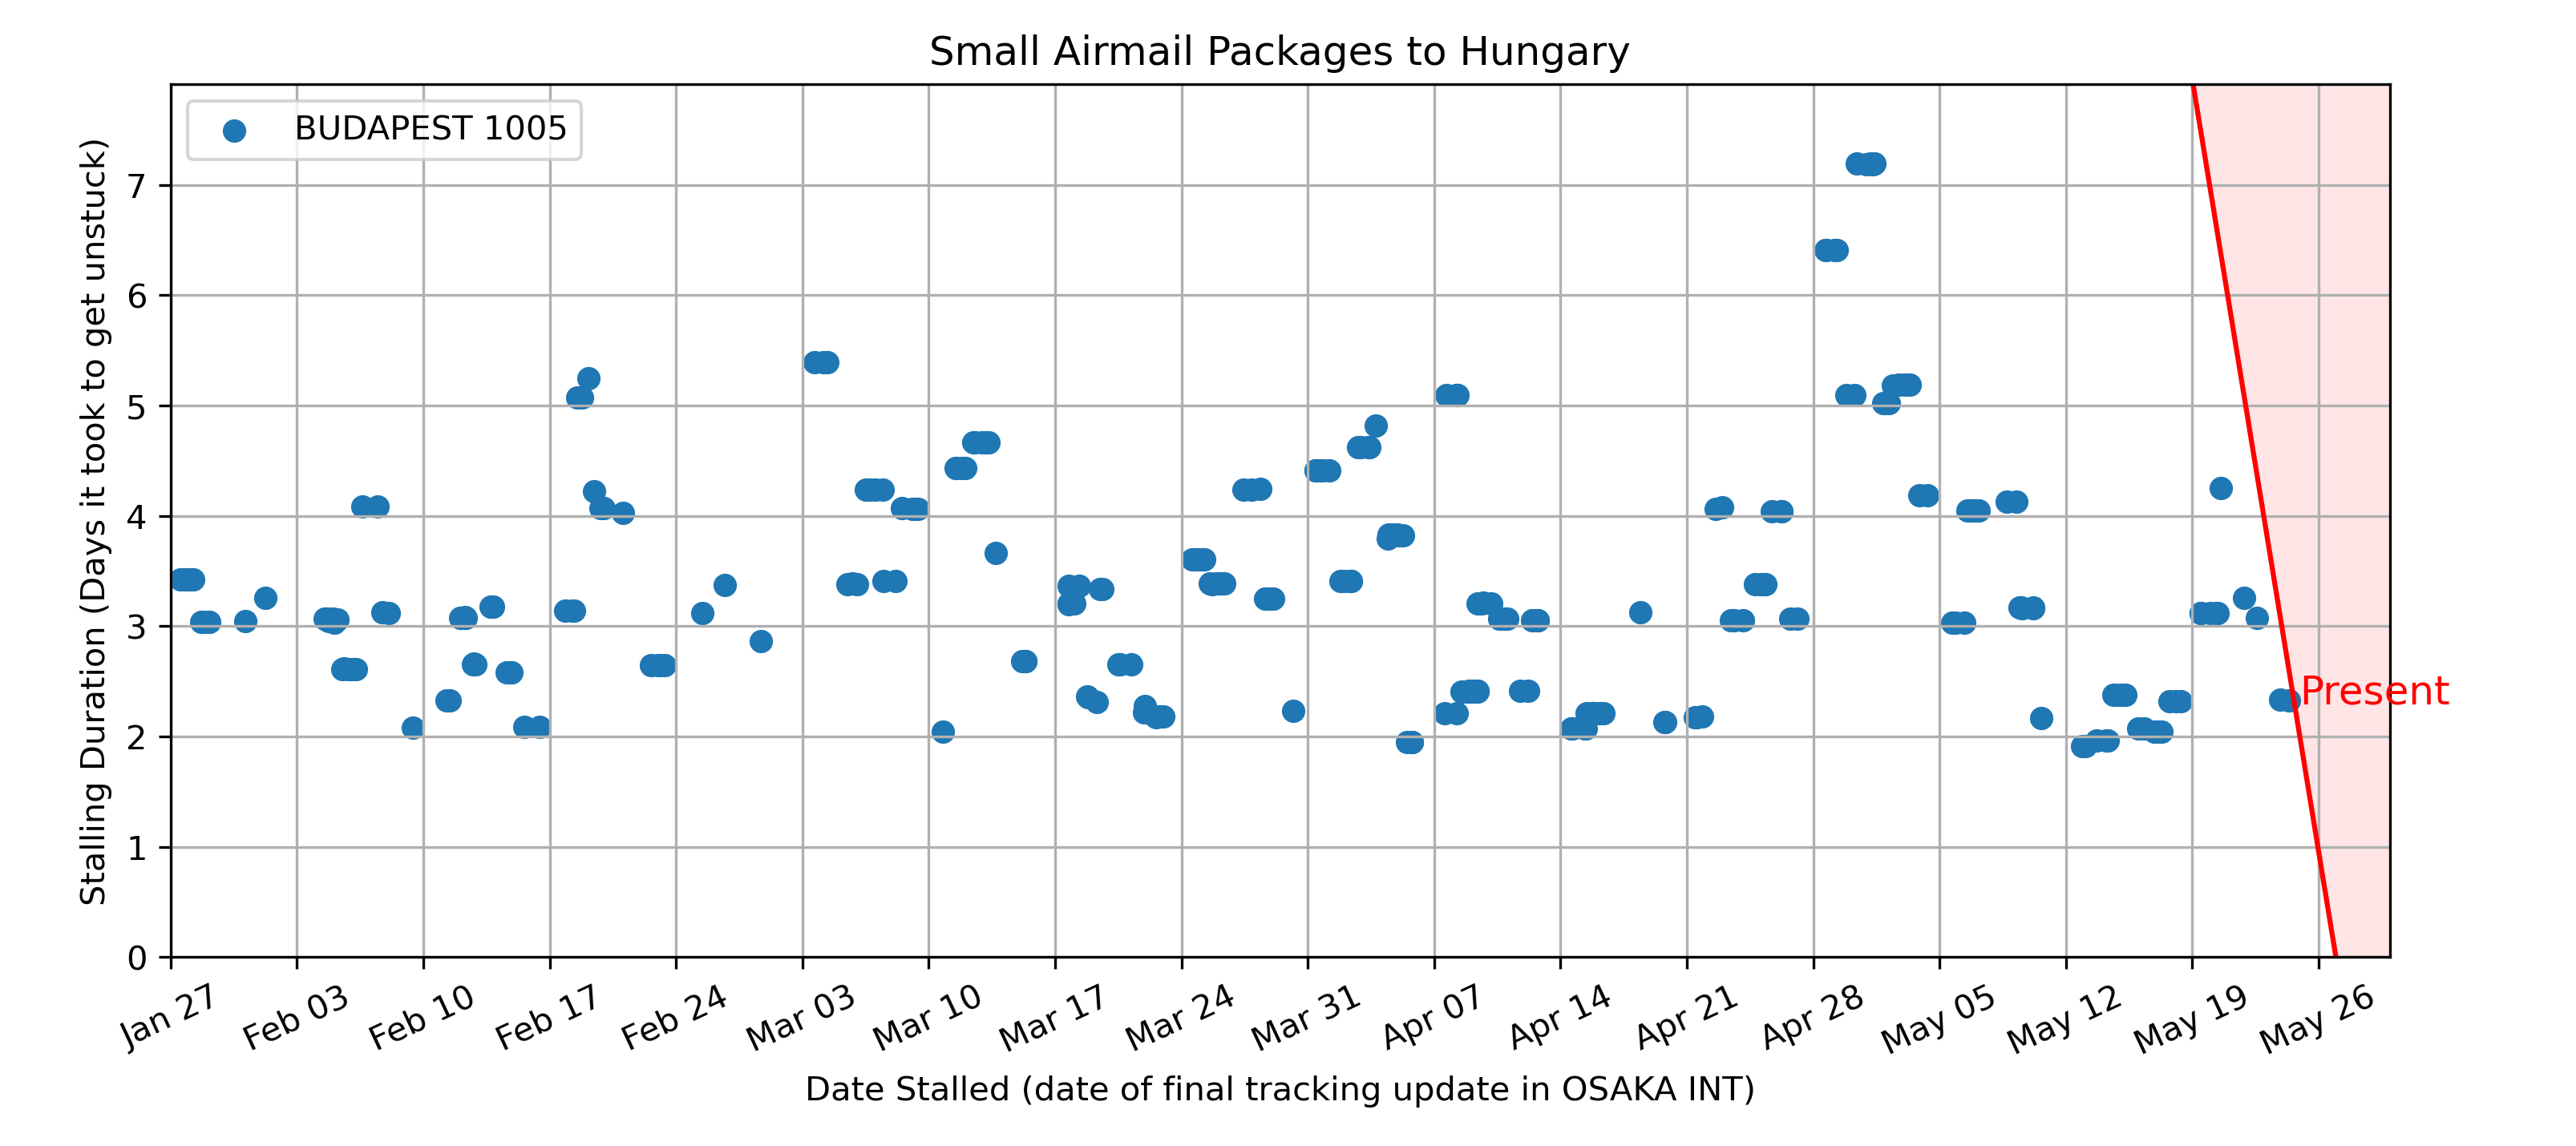 Small Airmail Packages to Hungary
BUDAPEST 1005
Stalling Duration (Days it took to get unstuck)
7
6
5
4
3
2
1
0
Present
Jan 27
Feb 03
Feb 10
Feb 17
Feb 24
Mar 03
Mar 10
Mar 17
Mar 24
Mar 31
Apr 07
Apr 14
Apr 21
Apr 28
May 05
May 12
May 19
May 26
Date Stalled (date of final tracking update in OSAKA INT)